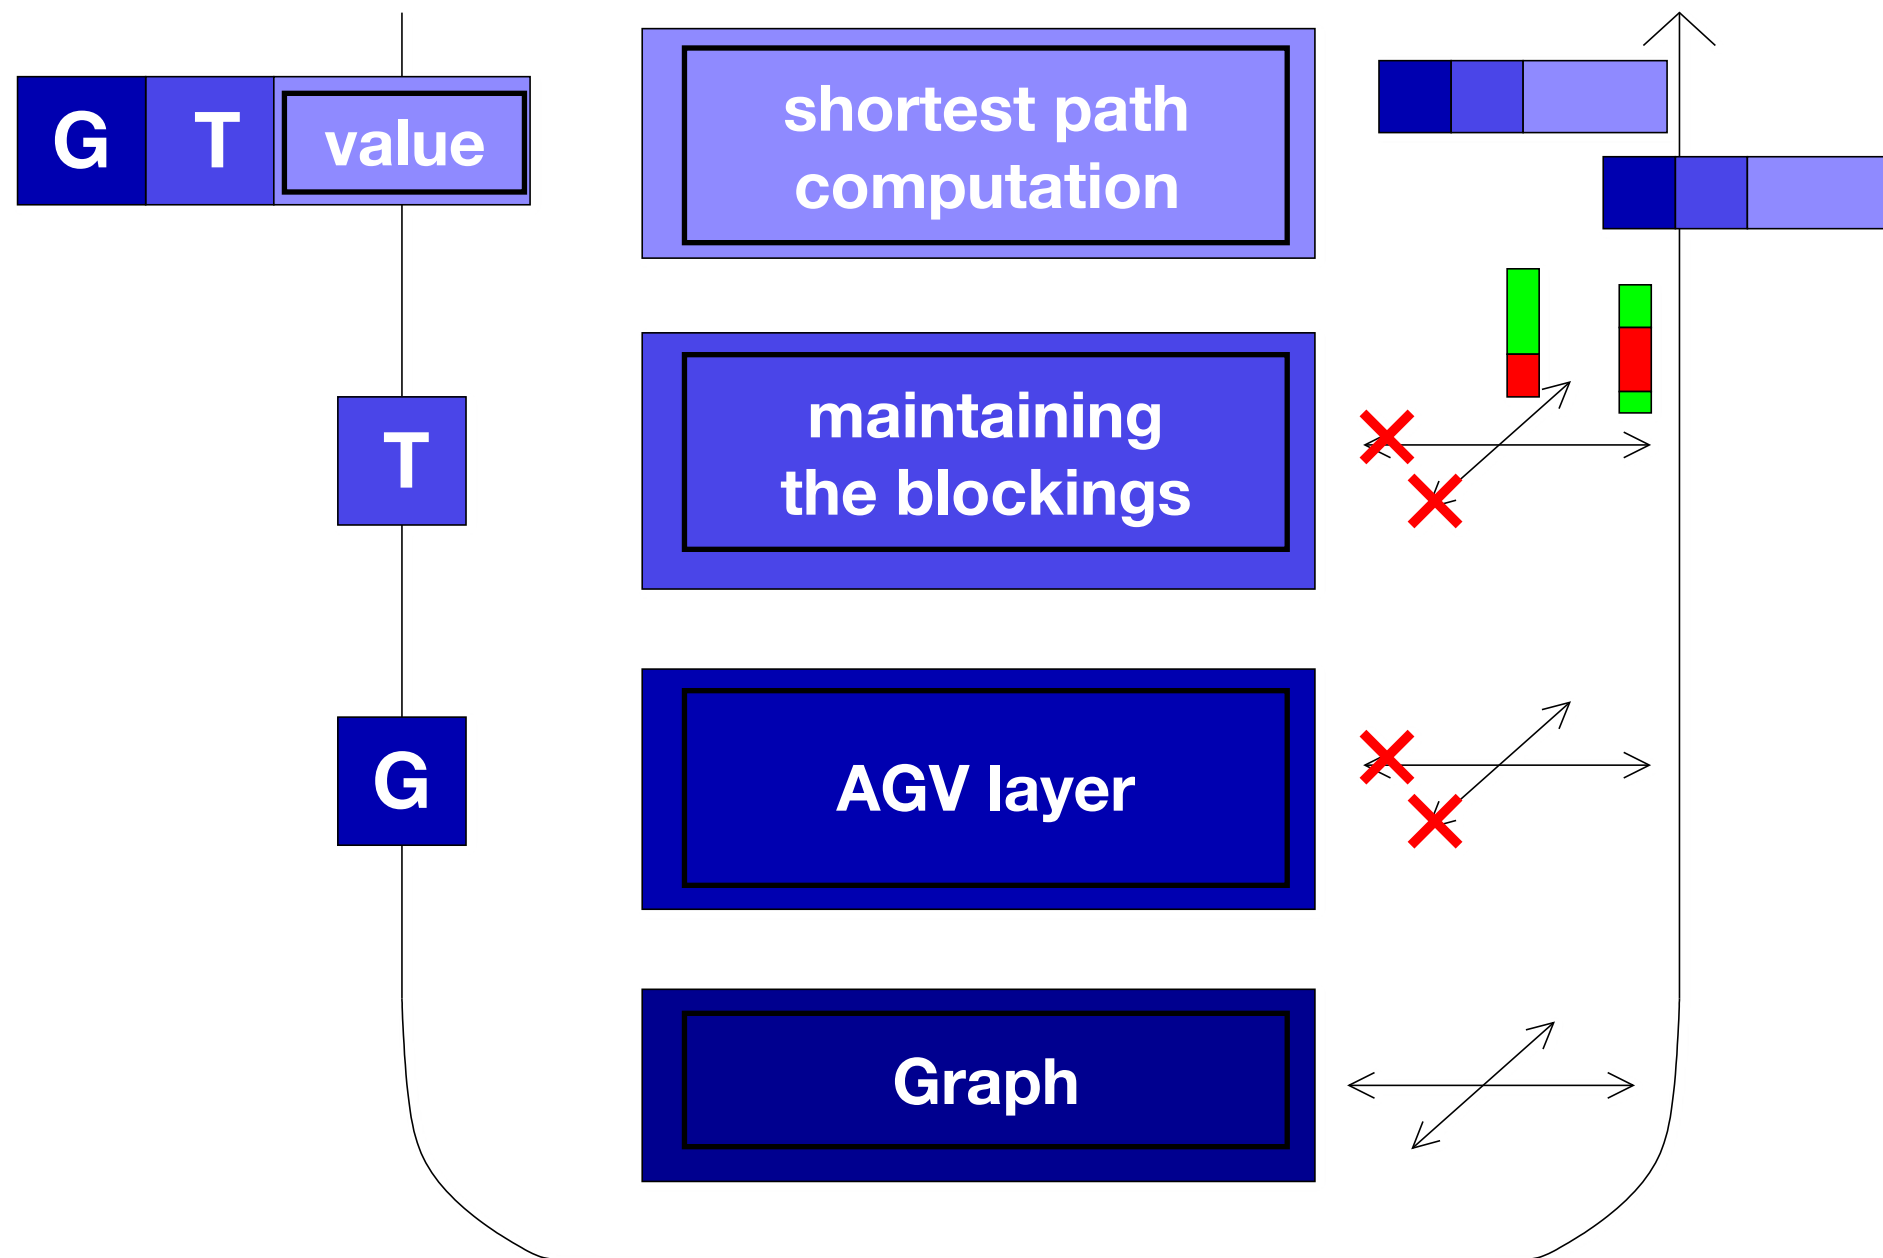 G T value
shortest path
computation
T
maintaining
the blockings
G
AGV layer
Graph